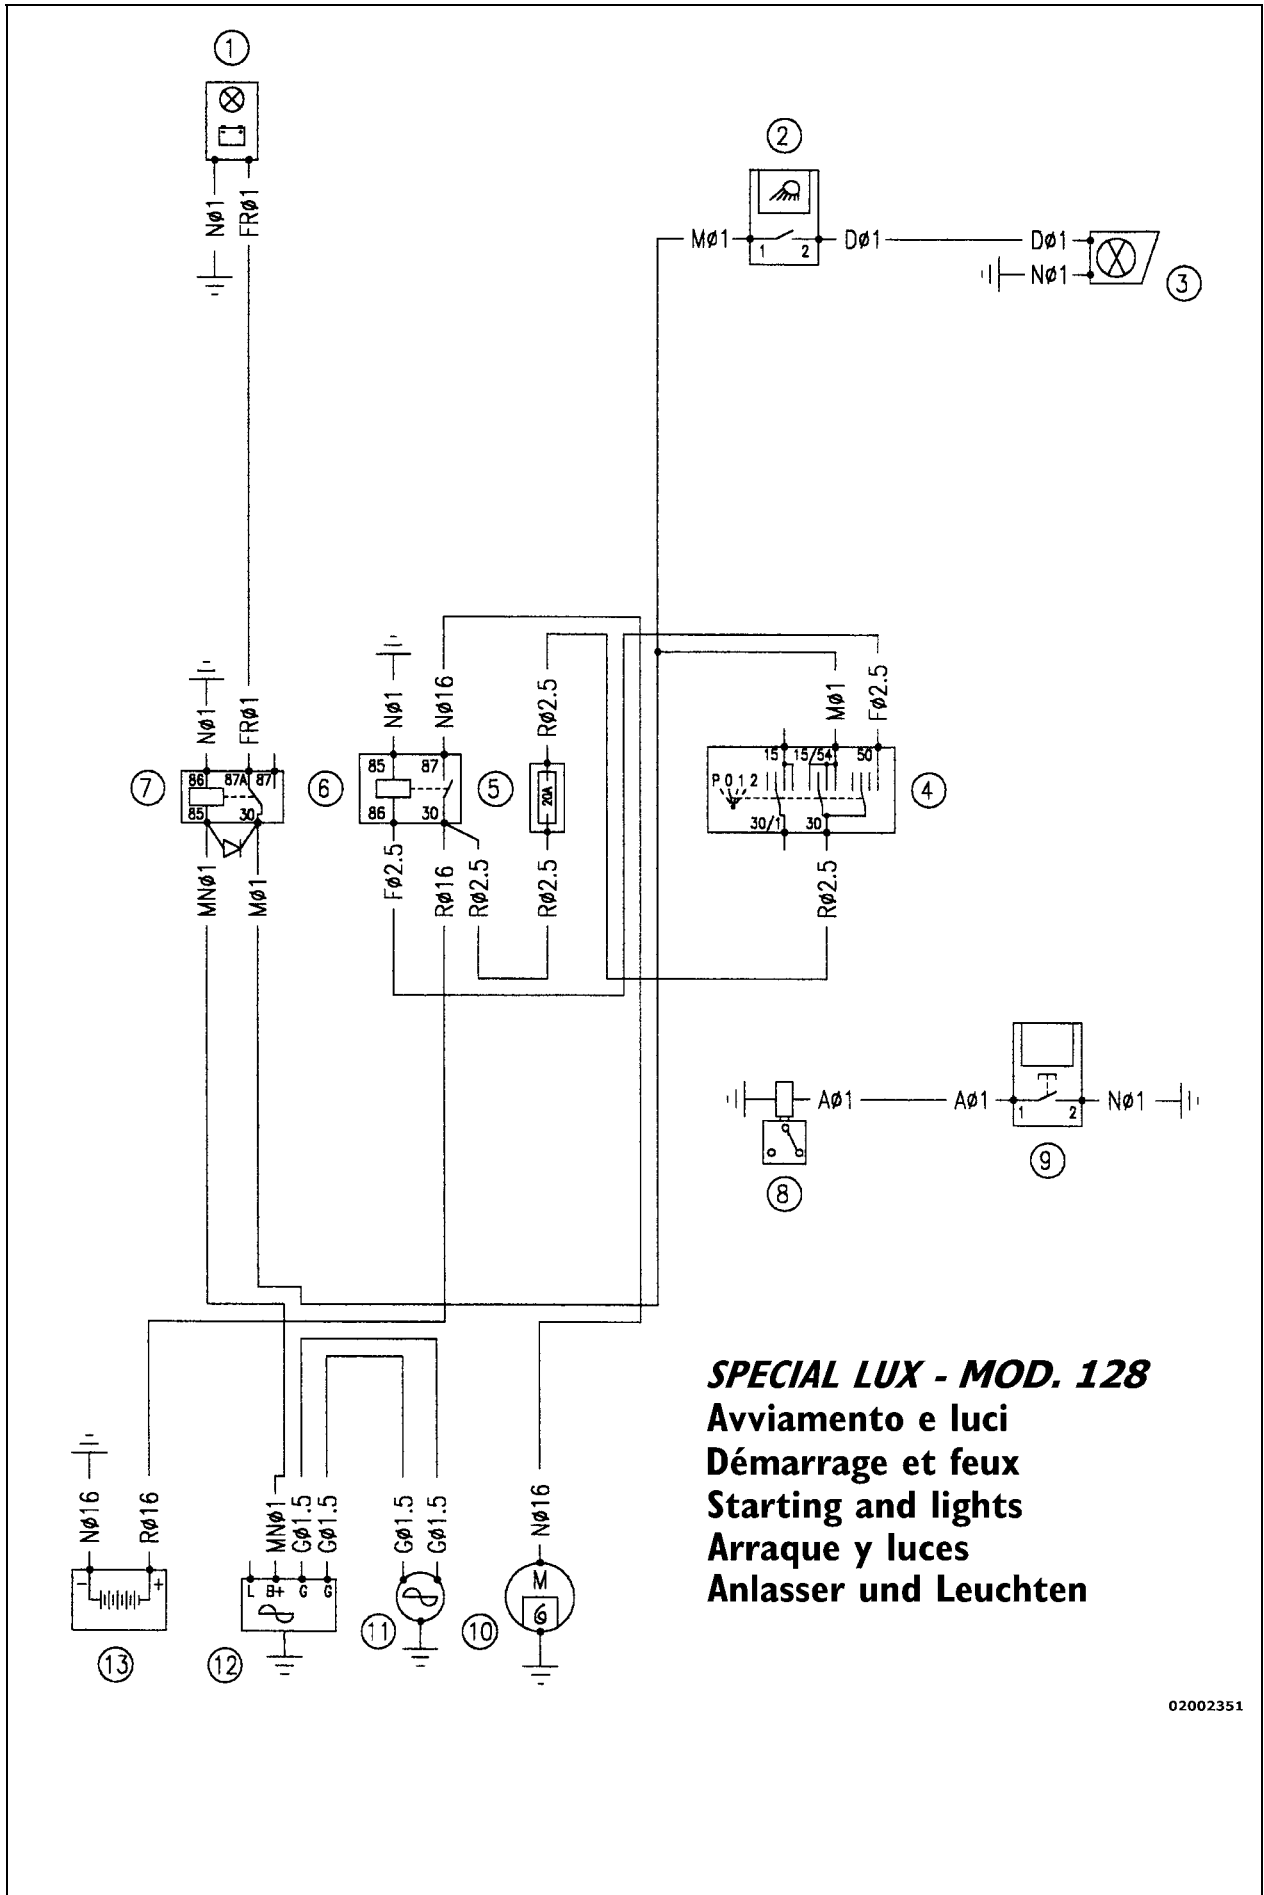 1
2
NØ1
FRØ1
MØ1
1
2
DØ1
DØ1
NØ1
3
NØ1
FRØ1
NØ1
NØ16
RØ2.5
MØ1
FØ2.5
7
86
87A
87
85
30
6
85
87
86
30
5
20A
15
15/54
50
P 0 1 2
30/1
30
4
MNØ1
MØ1
FØ2.5
RØ16
RØ2.5
RØ2.5
RØ2.5
8
AØ1
AØ1
1
2
NØ1
9
SPECIAL LUX - MOD. 128
Avviamento e luci
Démarrage et feux
Starting and lights
Arraque y luces
Anlasser und Leuchten
NØ16
RØ16
MNØ1
GØ1.5
GØ1.5
GØ1.5
GØ1.5
NØ16
-
+
L
B+
G
G
M
13
12
11
10
02002351